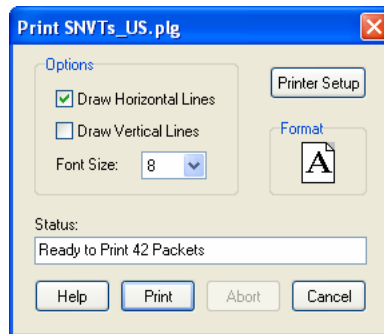 Print SNVTs_US.plg
Options
Draw Horizontal Lines
Draw Vertical Lines
Font Size: 8
Printer Setup
Format
A
Status:
Ready to Print 42 Packets
Help Print Abort Cancel